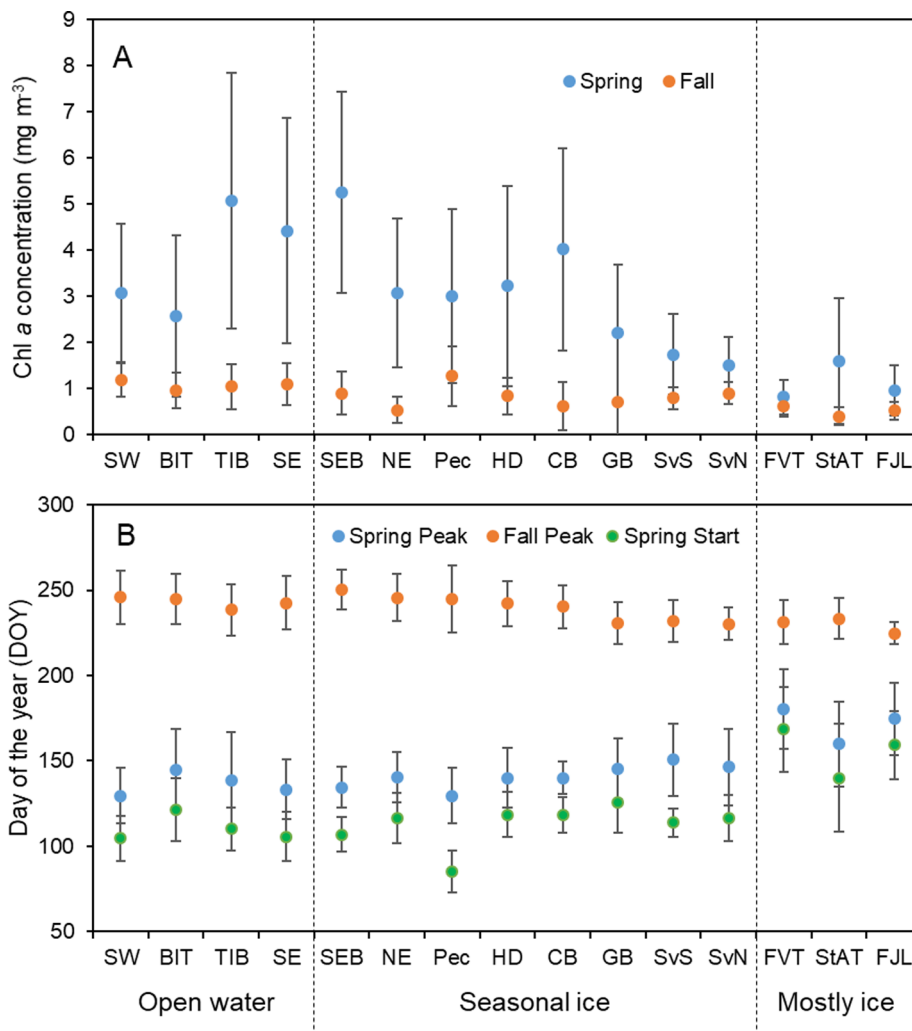 A
Spring Fall
Chl a concentration (mg m-3)
9
8
7
6
5
4
3
2
1
0
SW BIT TIB SE SEB NE Pec HD CB GB SvS SvN FVT StAT FJL
B
Spring Peak Fall Peak Spring Start
Day of the year (DOY)
300
250
200
150
100
50
SW BIT TIB SE SEB NE Pec HD CB GB SvS SvN FVT StAT FJL
Open water Seasonal ice Mostly ice